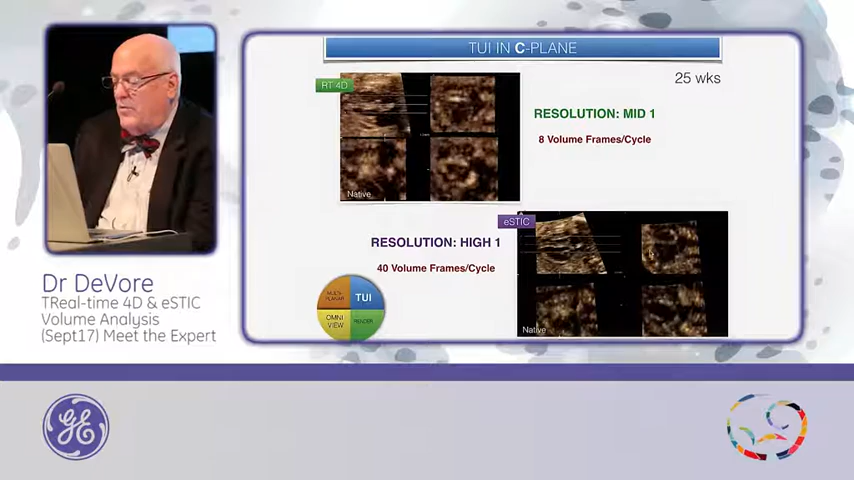 TUI IN C-PLANE
25 wks
RT 4D
RESOLUTION: MID 1
8 Volume Frames/Cycle
Native
eSTIC
RESOLUTION: HIGH 1
40 Volume Frames/Cycle
MULTI-
PLANAR
TUI
OMNI
VIEW
RENDER
Native
Dr DeVore
TReal-time 4D & eSTIC
Volume Analysis
(Sept17) Meet the Expert
GE